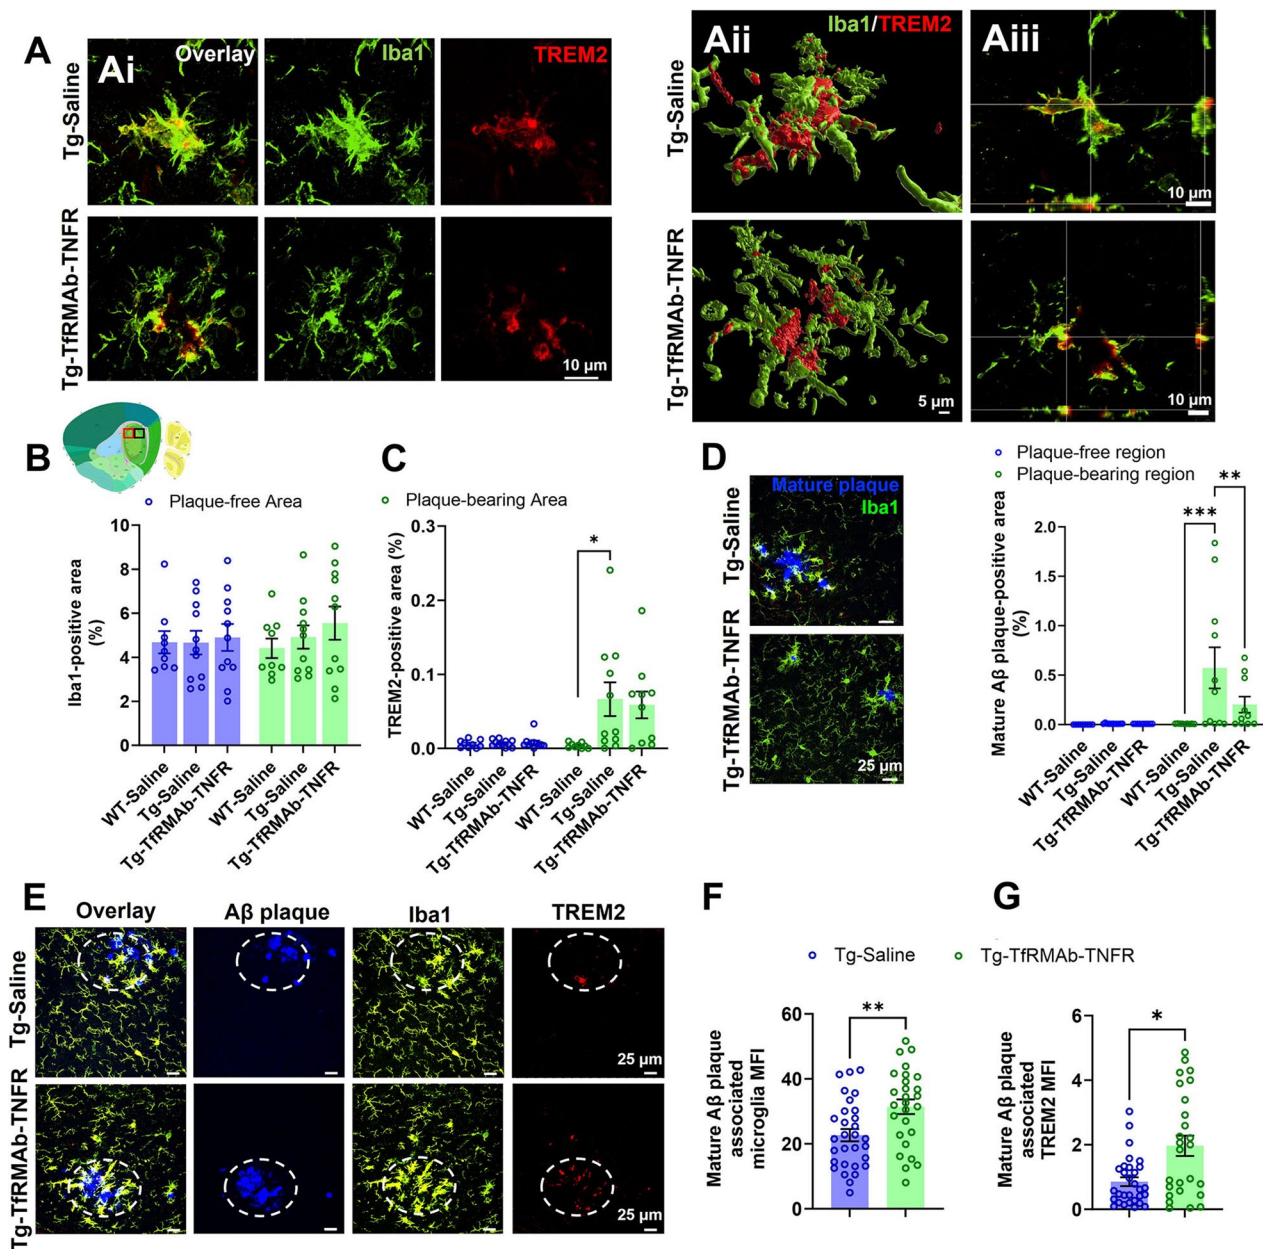 A
Ai
Overlay
Iba1
TREM2
Tg-Saline
Tg-TfRMAb-TNFR
10 µm
Aii
Iba1/TREM2
Aiii
Tg-Saline
10 µm
Tg-TfRMAb-TNFR
5 µm
10 µm
B
Plaque-free Area
Iba1-positive area
(%)
10
8
6
4
2
0
WT-Saline
Tg-Saline
Tg-TfRMAb-TNFR
WT-Saline
Tg-Saline
Tg-TfRMAb-TNFR
C
Plaque-bearing Area
TREM2-positive area (%)
0.3
0.2
0.1
0.0
*
WT-Saline
Tg-Saline
Tg-TfRMAb-TNFR
WT-Saline
Tg-Saline
Tg-TfRMAb-TNFR
D
Mature plaque
Iba1
Tg-Saline
Tg-TfRMAb-TNFR
25 µm
Plaque-free region
Plaque-bearing region
Mature Aβ plaque-positive area
(%)
2.0
1.5
1.0
0.5
0.0
***
**
WT-Saline
Tg-Saline
Tg-TfRMAb-TNFR
WT-Saline
Tg-Saline
Tg-TfRMAb-TNFR
E
Overlay
Aβ plaque
Iba1
TREM2
Tg-Saline
25 µm
Tg-TfRMAb-TNFR
25 µm
F
G
Tg-Saline
Tg-TfRMAb-TNFR
Mature Aβ plaque
associated
microglia MFI
60
40
20
0
**
Mature Aβ plaque
associated
TREM2 MFI
6
4
2
0
*